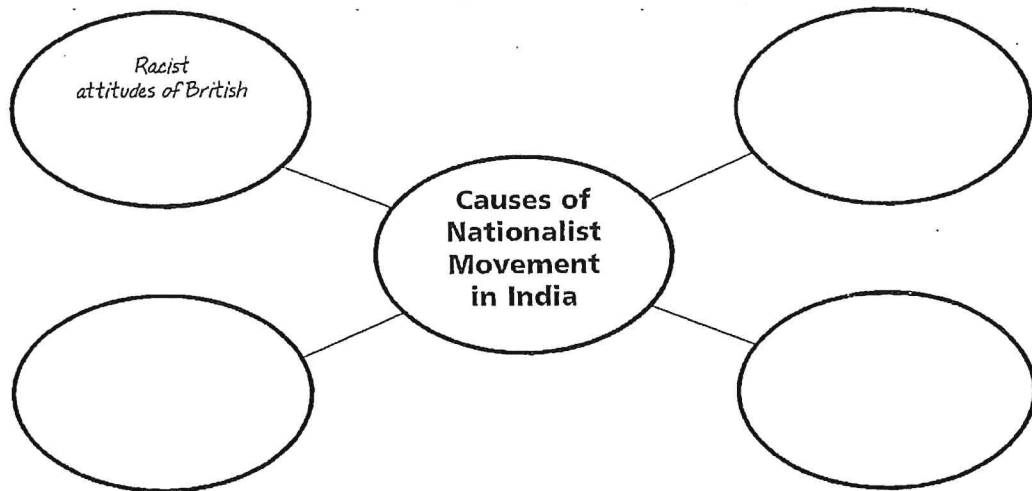 Racist
attitudes of British
Causes of
Nationalist
Movement
in India